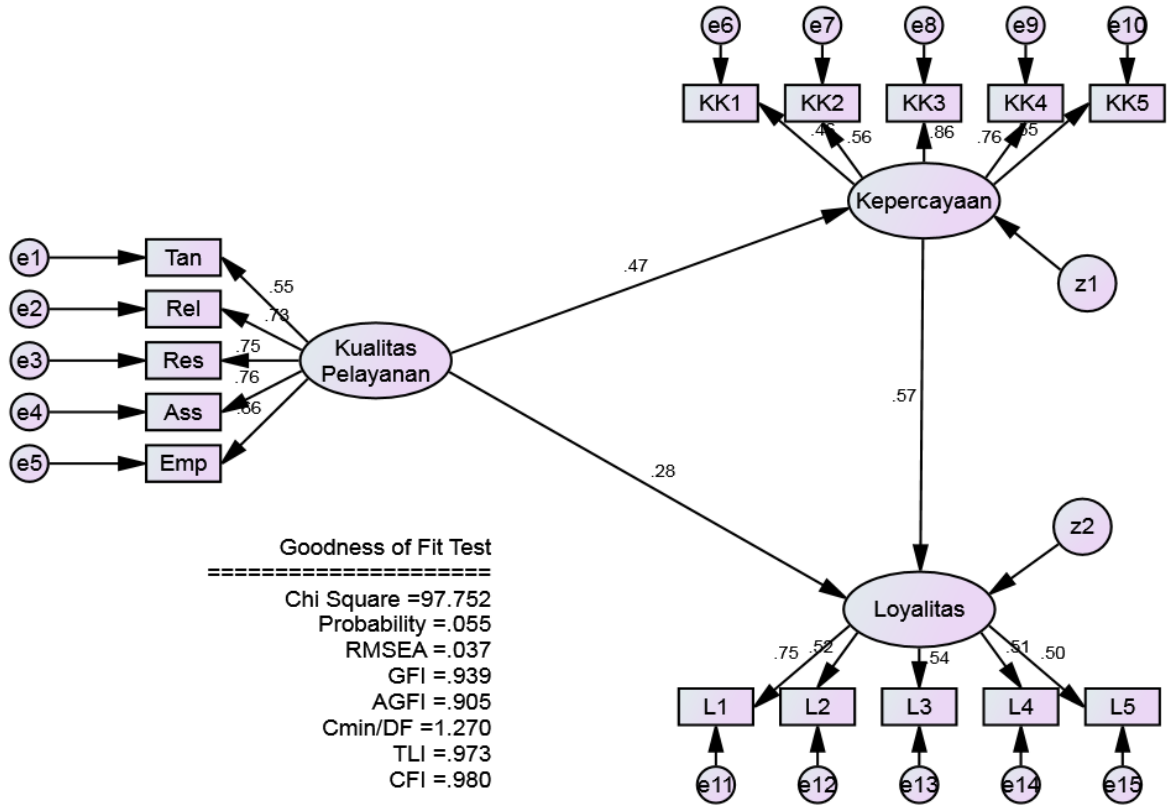 e6
e7
e8
e9
e10
KK1
KK2
KK3
KK4
KK5
.56
.86
.76
Kepercayaan
e1
Tan
e2
Rel
e3
Res
e4
Ass
e5
Emp
.55
.73
.75
.76
.66
Kualitas
Pelayanan
.47
z1
.57
.28
z2
Loyalitas
.75
.52
.54
.51
.50
L1
L2
L3
L4
L5
e11
e12
e13
e14
e15
Goodness of Fit Test
=====================
Chi Square =97.752
Probability =.055
RMSEA =.037
GFI =.939
AGFI =.905
Cmin/DF =1.270
TLI =.973
CFI =.980